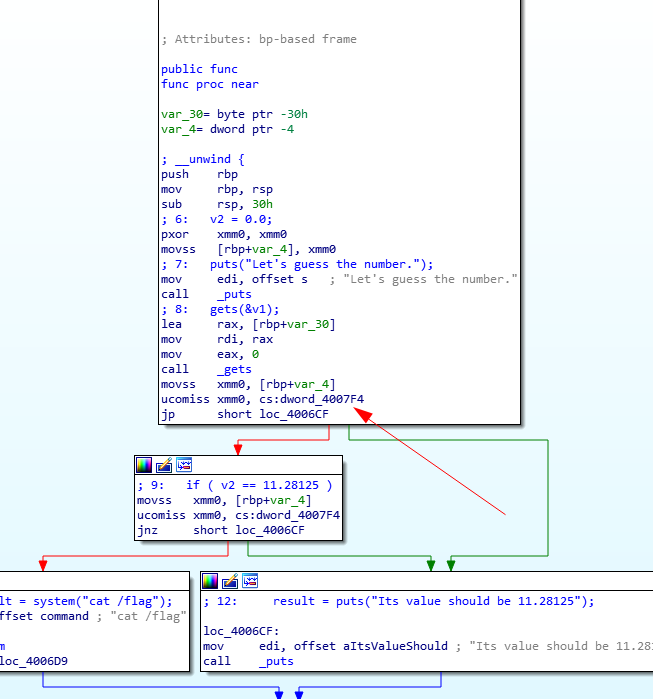 ; Attributes: bp-based frame
public func
func proc near
var_30= byte ptr -30h
var_4= dword ptr -4
; __unwind {
push    rbp
mov     rbp, rsp
sub     rsp, 30h
; 6:   v2 = 0.0;
pxor    xmm0, xmm0
movss   [rbp+var_4], xmm0
; 7:   puts("Let's guess the number.");
mov     edi, offset s   ; "Let's guess the number."
call    _puts
; 8:   gets(&v1);
lea     rax, [rbp+var_30]
mov     rdi, rax
mov     eax, 0
call    _gets
movss   xmm0, [rbp+var_4]
ucomiss xmm0, cs:dword_4007F4
jp      short loc_4006CF
; 9:   if ( v2 == 11.28125 )
movss   xmm0, [rbp+var_4]
ucomiss xmm0, cs:dword_4007F4
jnz     short loc_4006CF
lt = system("cat /flag");
ffset command ; "cat /flag"
m
loc_4006D9
; 12:     result = puts("Its value should be 11.28125");
loc_4006CF:
mov     edi, offset aItsValueShould ; "Its value should be 11.281
call    _puts